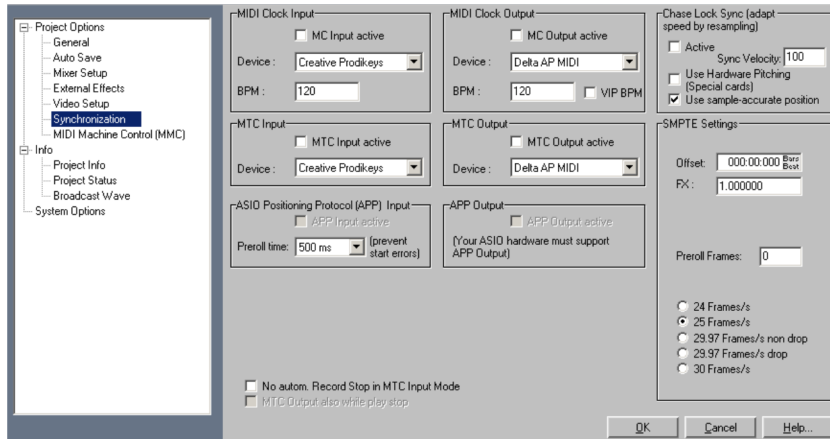 Project Options
General
Auto Save
Mixer Setup
External Effects
Video Setup
Synchronization
MIDI Machine Control (MMC)
Info
Project Info
Project Status
Broadcast Wave
System Options
MIDI Clock
Input
MC Input active
Device :
Creative Prodikeys
BPM :
120
MIDI Clock
Output
MC Output active
Device :
Delta AP MIDI
BPM :
120
VIP BPM
Chase Lock Sync (adapt
speed by resampling)
Active
Sync Velocity:
100
Use Hardware Pitching
(Special cards)
Use sample-accurate position
MTC Input
MTC Input active
Device :
Creative Prodikeys
MTC Output
MTC Output active
Device :
Delta AP MIDI
SMPTE Settings
Offset:
000:00:000
Bars
Beat
FX :
1.000000
Preroll Frames:
0
24 Frames/s
25 Frames/s
29.97 Frames/s non drop
29.97 Frames/s drop
30 Frames/s
ASIO Positioning Protocol (APP) Input
APP Input active
Preroll time:
500 ms
(prevent
start errors)
APP Output
APP Output active
(Your ASIO hardware must support
APP Output)
No autom. Record Stop in MTC Input
Mode
MTC Output also while play stop
OK
Cancel
Help...